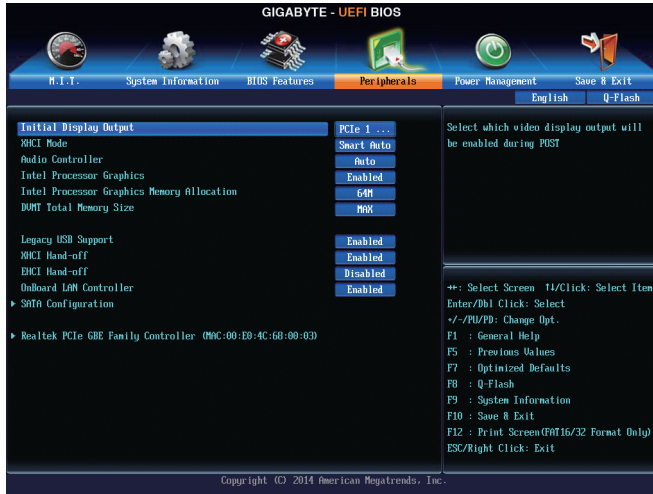 GIGABYTE - UEFI BIOS
M.I.T. System Information BIOS Features Peripherals Power Management Save & Exit
English Q-Flash
Initial Display Output PCIe 1 ...
XHCI Mode Smart Auto
Audio Controller Auto
Intel Processor Graphics Enabled
Intel Processor Graphics Memory Allocation 64M
DVMT Total Memory Size MAX
Legacy USB Support Enabled
XHCI Hand-off Enabled
EHCI Hand-off Disabled
OnBoard LAN Controller Enabled
SATA Configuration
Realtek PCIe GBE Family Controller (MAC:00:E0:4C:68:00:03)
Select which video display output will
be enabled during POST
→←: Select Screen ↑↓/Click: Select Item
Enter/Dbl Click: Select
+/-/PU/PD: Change Opt.
F1 : General Help
F5 : Previous Values
F7 : Optimized Defaults
F8 : Q-Flash
F9 : System Information
F10 : Save & Exit
F12 : Print Screen(FAT16/32 Format Only)
ESC/Right Click: Exit
Copyright (C) 2014 American Megatrends, Inc.